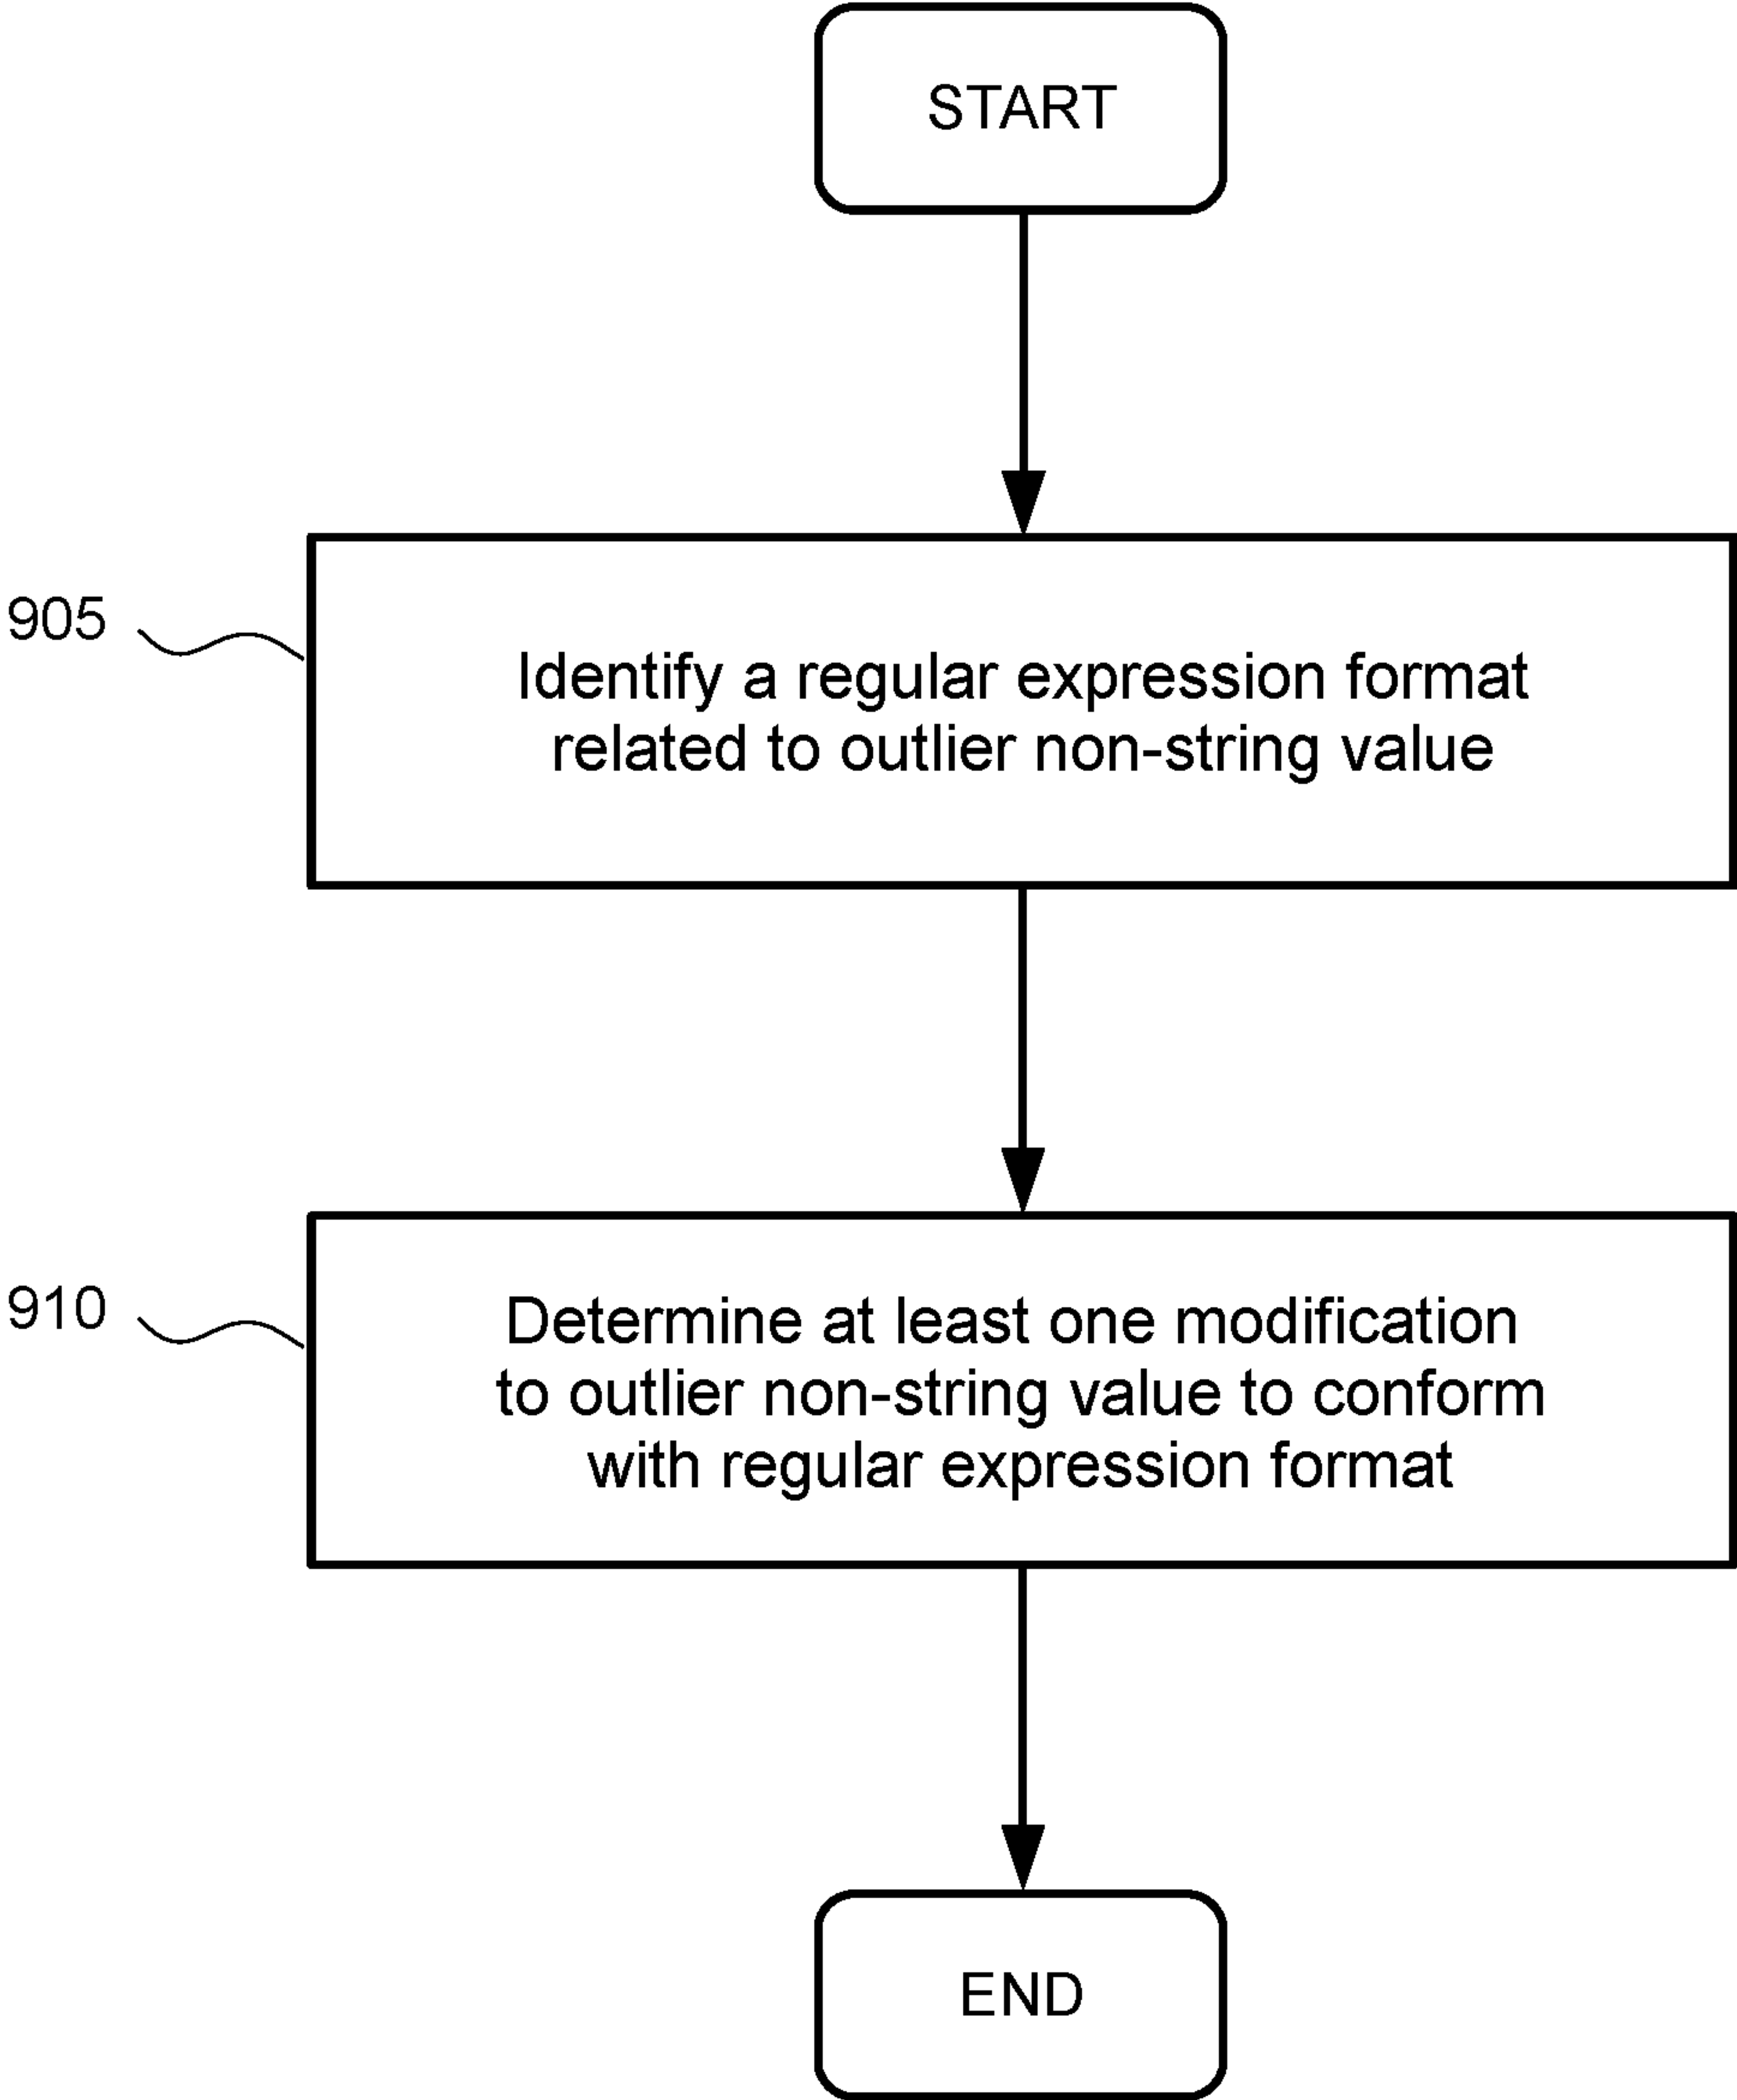 START
905
Identify a regular expression format
related to outlier non-string value
910
Determine at least one modification
to outlier non-string value to conform
with regular expression format
END